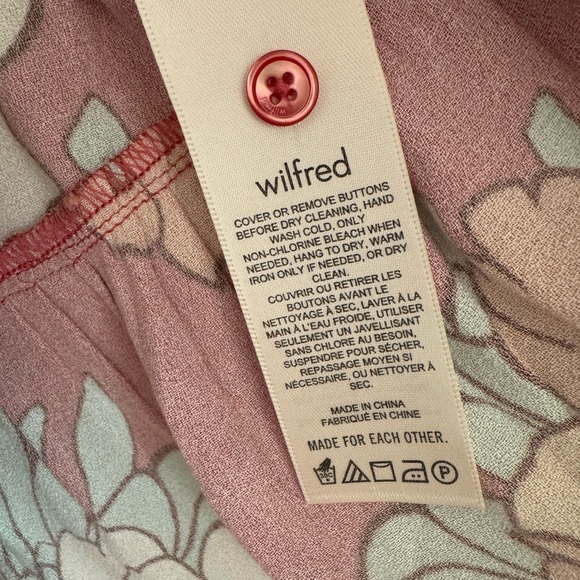 wilfred
COVER OR REMOVE BUTTONS
BEFORE DRY CLEANING, HAND
WASH COLD, ONLY
NON-CHLORINE BLEACH WHEN
NEEDED, HANG TO DRY, WARM
IRON ONLY IF NEEDED, OR DRY
CLEAN.
COUVRIR OU RETIRER LES
BOUTONS AVANT LE
NETTOYAGE À SEC, LAVER À LA
MAIN À L'EAU FROIDE, UTILISER
SEULEMENT UN JAVELLISANT
SANS CHLORE AU BESOIN,
SUSPENDRE POUR SÉCHER,
REPASSAGE MOYEN SI
NÉCESSAIRE, OU NETTOYER À
SEC.
MADE IN CHINA
FABRIQUÉ EN CHINE
MADE FOR EACH OTHER.
P